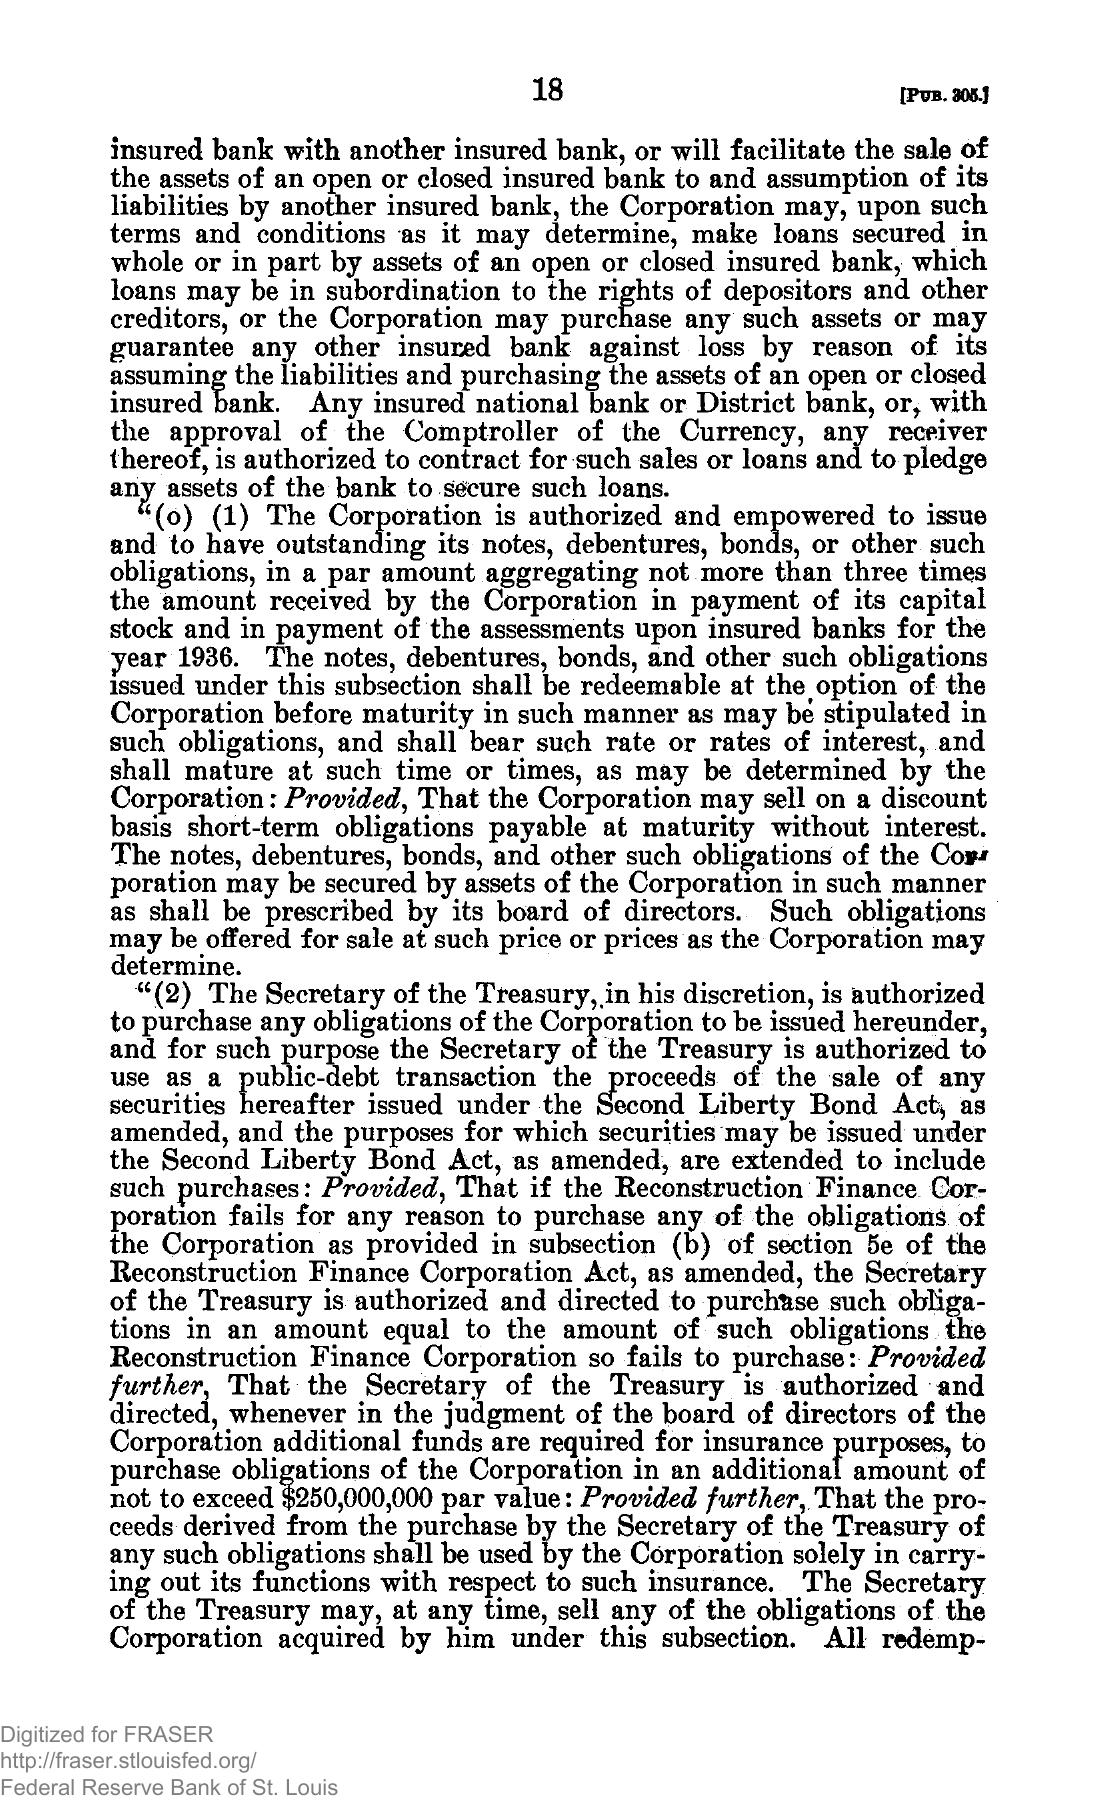 18
[PUB. 305.]
insured bank with another insured bank, or will facilitate the sale of
the assets of an open or closed insured bank to and assumption of its
liabilities by another insured bank, the Corporation may, upon such
terms and conditions as it may determine, make loans secured in
whole or in part by assets of an open or closed insured bank, which
loans may be in subordination to the rights of depositors and other
creditors, or the Corporation may purchase any such assets or may
guarantee any other insured bank against loss by reason of its
assuming the liabilities and purchasing the assets of an open or closed
insured bank. Any insured national bank or District bank, or, with
the approval of the Comptroller of the Currency, any receiver
thereof, is authorized to contract for such sales or loans and to pledge
any assets of the bank to secure such loans.
“(o) (1) The Corporation is authorized and empowered to issue
and to have outstanding its notes, debentures, bonds, or other such
obligations, in a par amount aggregating not more than three times
the amount received by the Corporation in payment of its capital
stock and in payment of the assessments upon insured banks for the
year 1936. The notes, debentures, bonds, and other such obligations
issued under this subsection shall be redeemable at the option of the
Corporation before maturity in such manner as may be stipulated in
such obligations, and shall bear such rate or rates of interest, and
shall mature at such time or times, as may be determined by the
Corporation: Provided, That the Corporation may sell on a discount
basis short-term obligations payable at maturity without interest.
The notes, debentures, bonds, and other such obligations of the Cor-
poration may be secured by assets of the Corporation in such manner
as shall be prescribed by its board of directors. Such obligations
may be offered for sale at such price or prices as the Corporation may
determine.
“(2) The Secretary of the Treasury, in his discretion, is authorized
to purchase any obligations of the Corporation to be issued hereunder,
and for such purpose the Secretary of the Treasury is authorized to
use as a public-debt transaction the proceeds of the sale of any
securities hereafter issued under the Second Liberty Bond Act, as
amended, and the purposes for which securities may be issued under
the Second Liberty Bond Act, as amended, are extended to include
such purchases: Provided, That if the Reconstruction Finance Cor-
poration fails for any reason to purchase any of the obligations of
the Corporation as provided in subsection (b) of section 5e of the
Reconstruction Finance Corporation Act, as amended, the Secretary
of the Treasury is authorized and directed to purchase such obliga-
tions in an amount equal to the amount of such obligations the
Reconstruction Finance Corporation so fails to purchase: Provided
further, That the Secretary of the Treasury is authorized and
directed, whenever in the judgment of the board of directors of the
Corporation additional funds are required for insurance purposes, to
purchase obligations of the Corporation in an additional amount of
not to exceed $250,000,000 par value: Provided further, That the pro-
ceeds derived from the purchase by the Secretary of the Treasury of
any such obligations shall be used by the Corporation solely in carry-
ing out its functions with respect to such insurance. The Secretary
of the Treasury may, at any time, sell any of the obligations of the
Corporation acquired by him under this subsection. All redemp-
Digitized for FRASER
http://fraser.stlouisfed.org/
Federal Reserve Bank of St. Louis